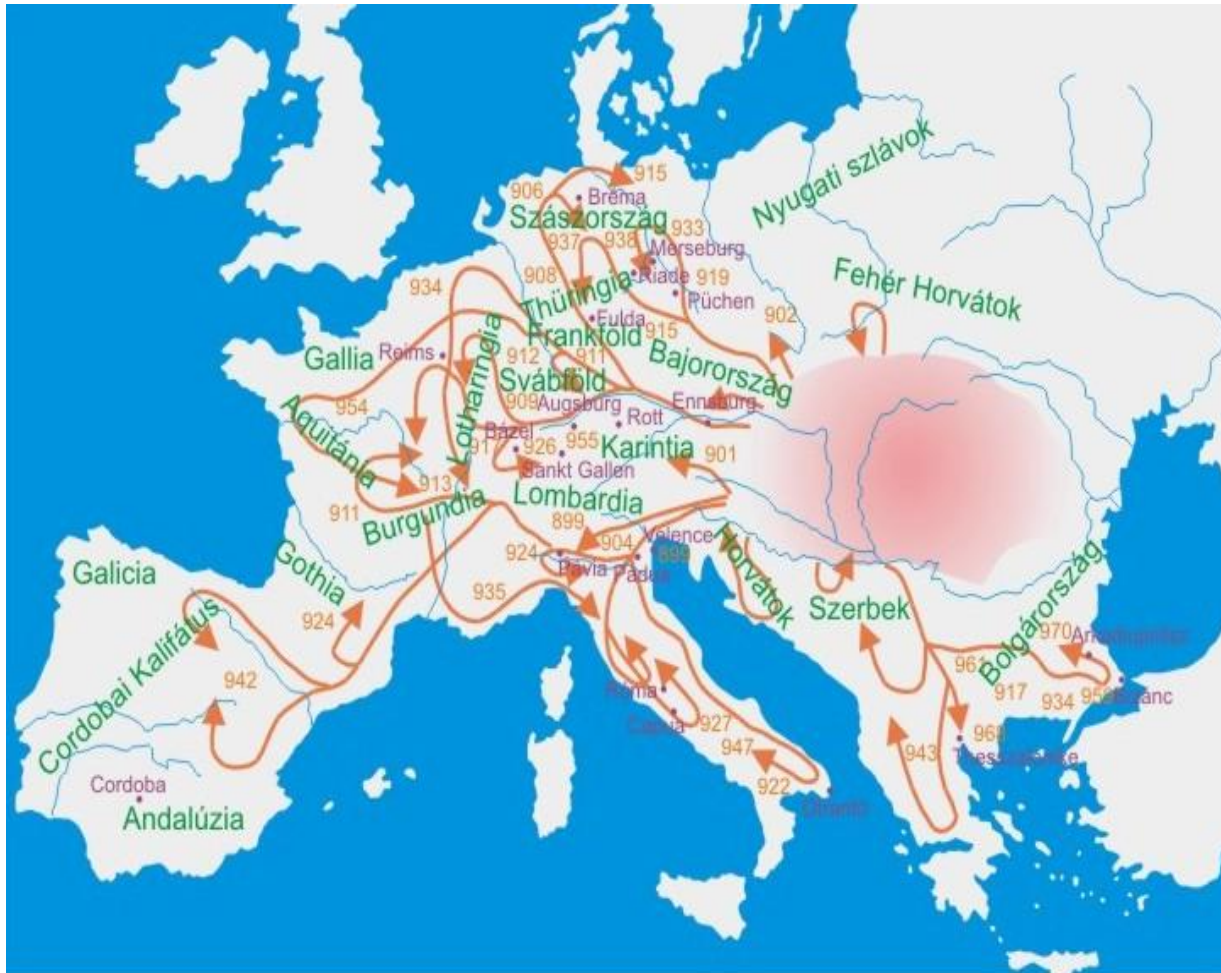 915
906
Bréma
Szászország
Nyugati szlávok
937
938
933
Merseburg
908
Riade
919
Püchen
934
Thüringia
Fehér Horvátok
902
Fulda
915
Frankföld
Gallia
Reims
Lotharingia
912
911
Bajorország
Svábföld
954
909
Augsburg
Rott
Ennsburg
Aquitánia
Bázel
926
955
Karintia
901
Sankt Gallen
913
Burgundia
Lombardia
911
899
Velence
924
904
899
Pávia
Pádua
Horvátok
Galicia
Gothia
924
935
Szerbek
Bolgárország
970
Cordobai Kalifátus
942
Róma
Capua
927
961
917
934
Bizánc
947
943
968
Thesszaloniké
922
Otrantó
Cordoba
Andalúzia